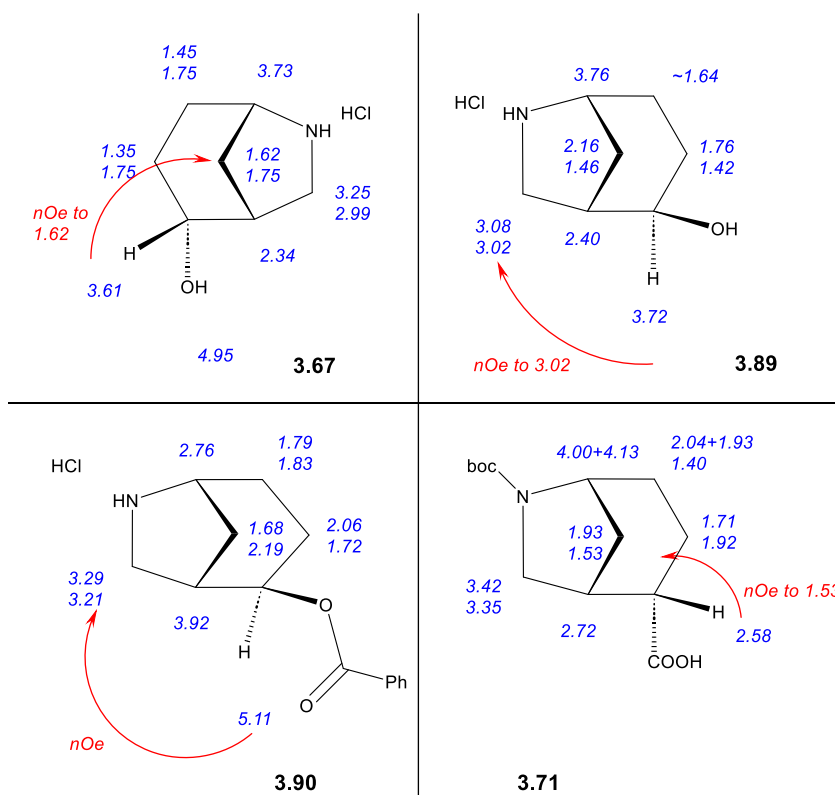 1.45
1.75
3.73
HCl
NH
1.35
1.75
1.62
1.75
nOe to
1.62
3.25
2.99
H
2.34
3.61
OH
4.95
3.67
3.76
~1.64
HCl
HN
2.16
1.46
1.76
1.42
3.08
3.02
2.40
OH
H
3.72
nOe to 3.02
3.89
2.76
1.79
1.83
HCl
HN
1.68
2.19
2.06
1.72
3.29
3.21
3.92
O
H
O
Ph
5.11
nOe
3.90
4.00+4.13
2.04+1.93
1.40
boc
N
1.93
1.53
1.71
1.92
nOe to 1.53
3.42
3.35
H
2.72
2.58
COOH
3.71